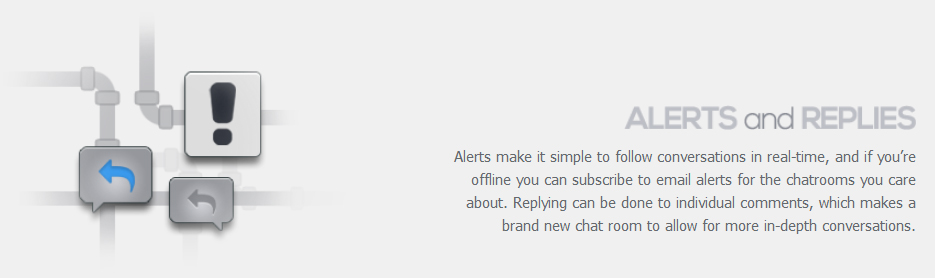 ALERTS and REPLIES
Alerts make it simple to follow conversations in real-time, and if you’re
offline you can subscribe to email alerts for the chatrooms you care
about. Replying can be done to individual comments, which makes a
brand new chat room to allow for more in-depth conversations.